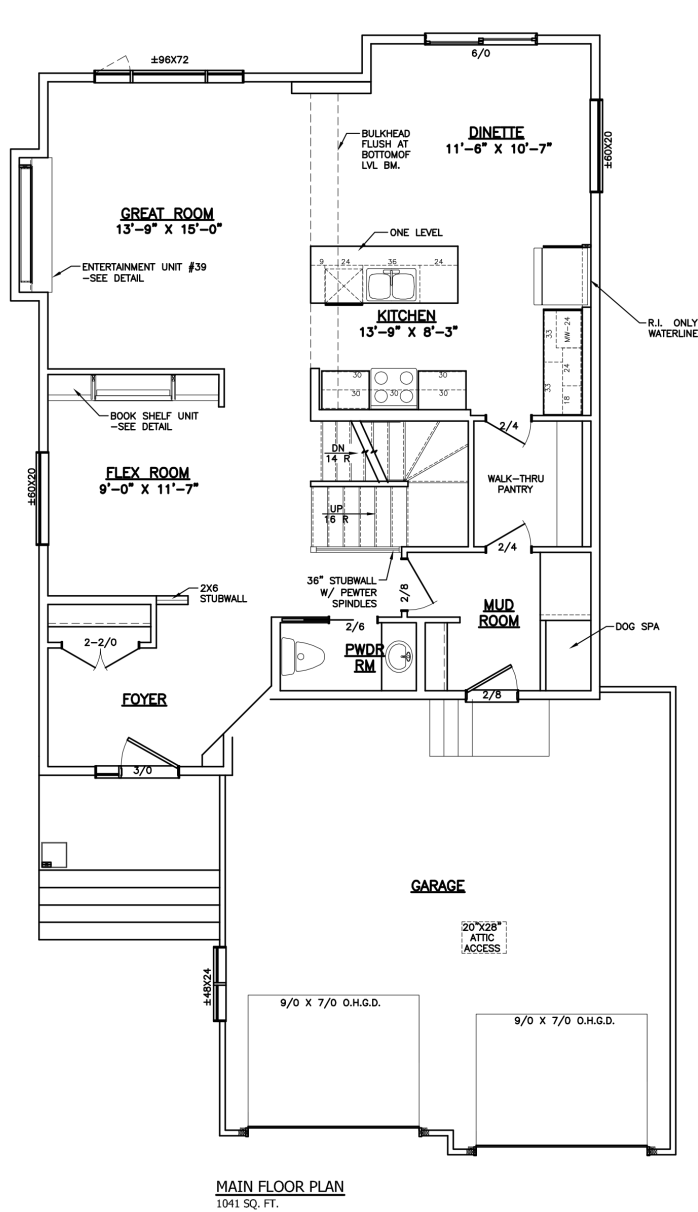 ±96X72
6/0
BULKHEAD
FLUSH AT
BOTTOMOF
LVL BM.
DINETTE
11'-6" X 10'-7"
±60X20
GREAT ROOM
13'-9" X 15'-0"
ONE LEVEL
9 24 36 24
ENTERTAINMENT UNIT #39
-SEE DETAIL
KITCHEN
13'-9" X 8'-3"
R.I. ONLY
WATERLINE
33 MW-24
24
33 18
30 30
30 30 30
BOOK SHELF UNIT
-SEE DETAIL
2/4
DN
14 R
FLEX ROOM
9'-0" X 11'-7"
±60X20
WALK-THRU
PANTRY
UP
16 R
2/4
36" STUBWALL
W/ PEWTER
SPINDLES
2/8
2X6
STUBWALL
MUD
ROOM
DOG SPA
2/6
2-2/0
PWDR
RM
2/8
FOYER
3/0
GARAGE
20"X28"
ATTIC
ACCESS
±48X24
9/0 X 7/0 O.H.G.D.
9/0 X 7/0 O.H.G.D.
MAIN FLOOR PLAN
1041 SQ. FT.